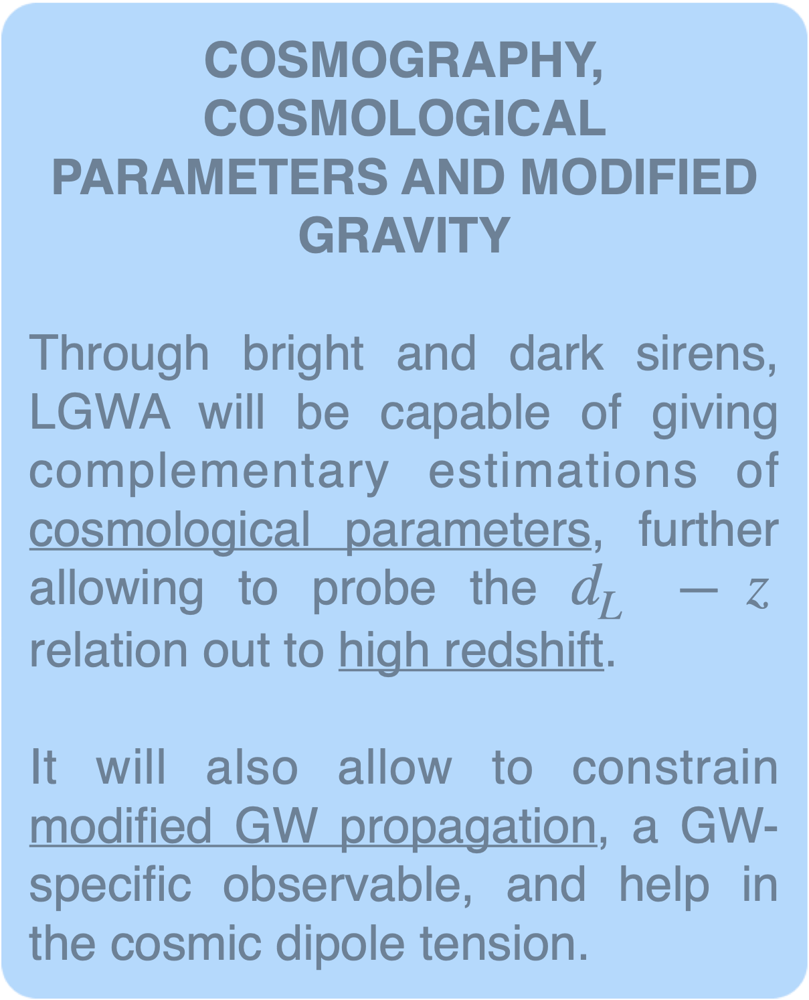 COSMOGRAPHY,
COSMOLOGICAL
PARAMETERS AND MODIFIED
GRAVITY
Through bright and dark sirens,
LGWA will be capable of giving
complementary estimations of
cosmological parameters, further
allowing to probe the d_L − z
relation out to high redshift.
It will also allow to constrain
modified GW propagation, a GW-
specific observable, and help in
the cosmic dipole tension.